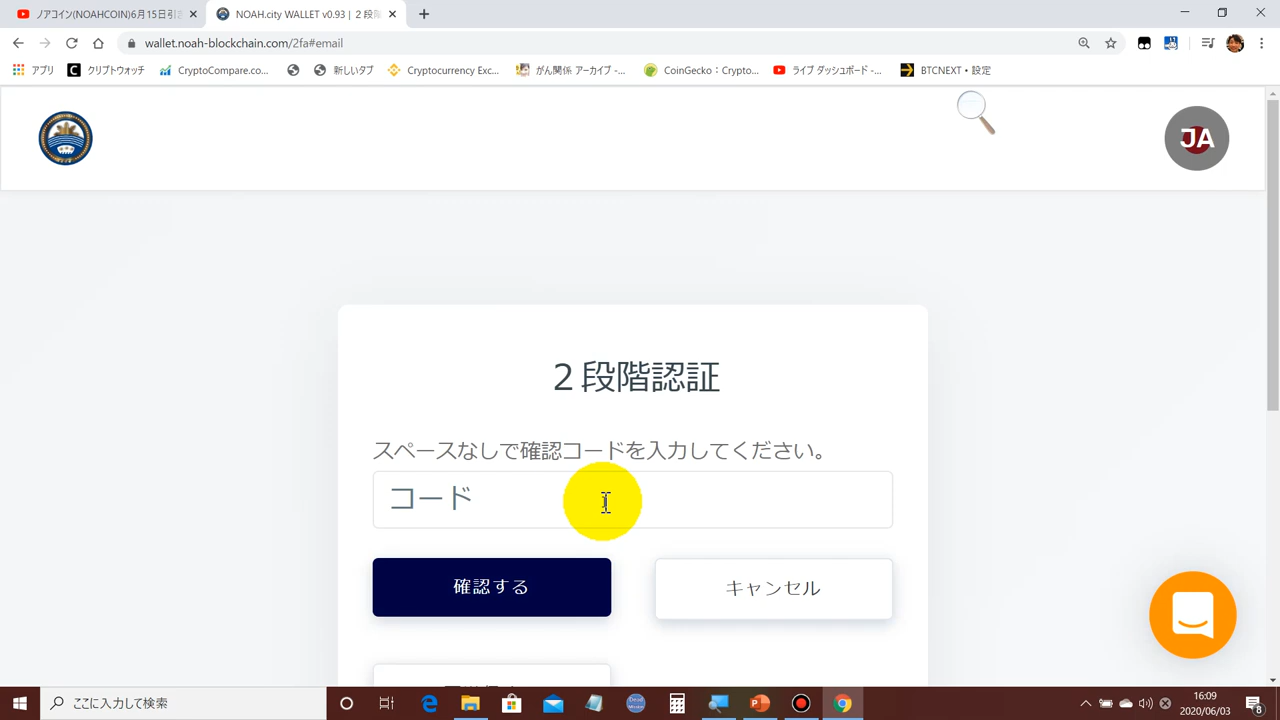 ノアコイン(NOAHCOIN)6月15日引き
NOAH.city WALLET v0.93 | 2 段階
wallet.noah-blockchain.com/2fa#email
アプリ
クリプトウォッチ
CryptoCompare.co...
新しいタブ
Cryptocurrency Exc...
がん関係 アーカイブ -...
CoinGecko：Crypto...
ライブ ダッシュボード -...
BTCNEXT・設定
JA
２段階認証
スペースなしで確認コードを入力してください。
コード
確認する
キャンセル
ここに入力して検索
16:09
2020/06/03
8